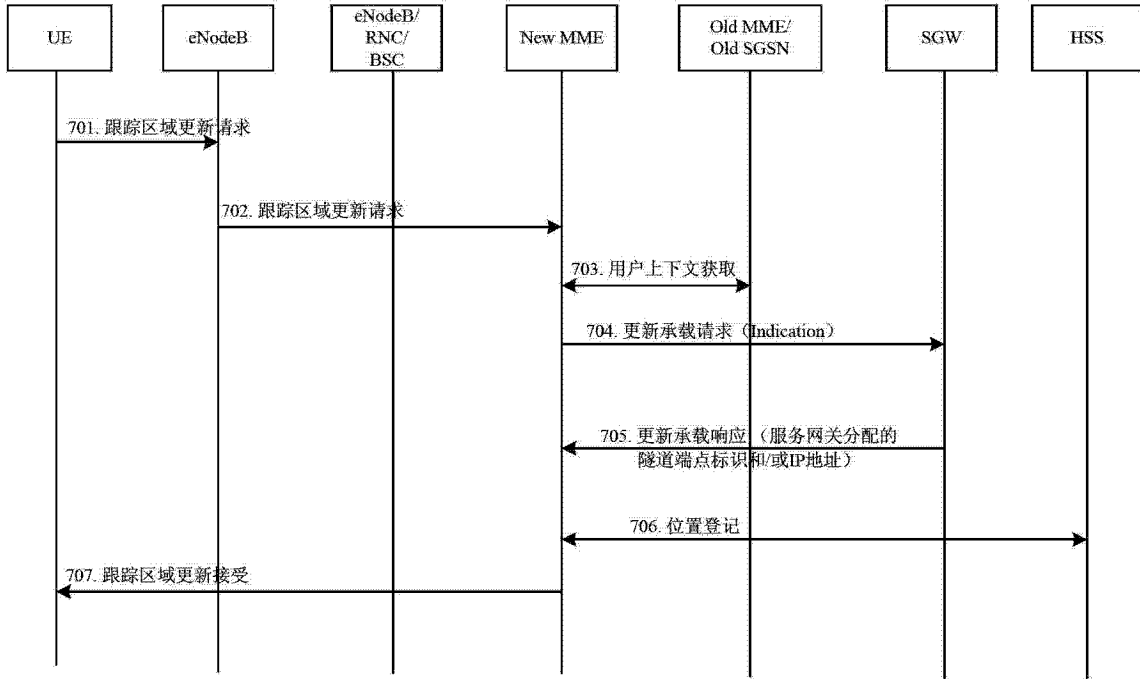 UE
eNodeB
eNodeB/
RNC/
BSC
New MME
Old MME/
Old SGSN
SGW
HSS
701. 跟踪区域更新请求
702. 跟踪区域更新请求
703. 用户上下文获取
704. 更新承载请求（Indication）
705. 更新承载响应（服务网关分配的
隧道端点标识和/或IP地址）
706. 位置登记
707. 跟踪区域更新接受